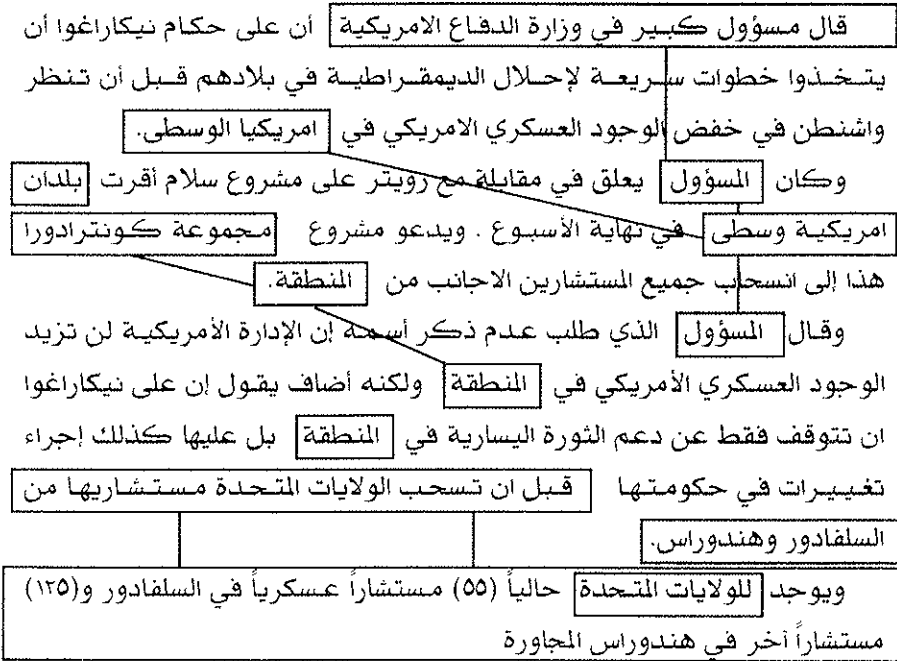 قال مسؤول كبير في وزارة الدفاع الامريكية أن على حكام نيكاراغوا أن
يتخذوا خطوات سريعة لإحلال الديمقراطية في بلادهم قبل أن تنظر
واشنطن في خفض الوجود العسكري الامريكي في امريكيا الوسطى.
وكان المسؤول يعلق في مقابلة مع رويتر على مشروع سلام أقرت بلدان
امريكية وسطى في نهاية الأسبوع . ويدعو مشروع مجموعة كونترادورا
هذا إلى انسحاب جميع المستشارين الاجانب من المنطقة.
وقال المسؤول الذي طلب عدم ذكر أسمه إن الإدارة الأمريكية لن تزيد
الوجود العسكري الأمريكي في المنطقة ولكنه أضاف يقول إن على نيكاراغوا
ان تتوقف فقط عن دعم الثورة اليسارية في المنطقة بل عليها كذلك إجراء
تغييرات في حكومتها قبل ان تسحب الولايات المتحدة مستشاريها من
السلفادور وهندوراس.
ويوجد للولايات المتحدة حالياً (٥٥) مستشاراً عسكرياً في السلفادور و(١٢٥)
مستشاراً آخر في هندوراس المجاورة